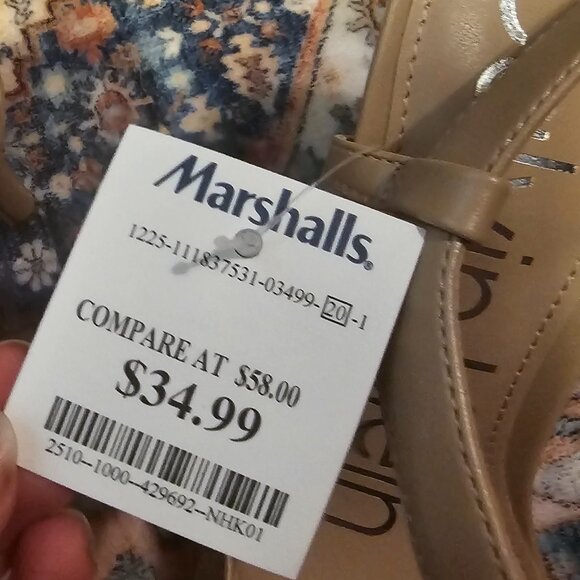 Marshalls.
1225-111837531-03499-20-1
COMPARE AT $58.00
$34.99
2510--1000--429692--NHK01